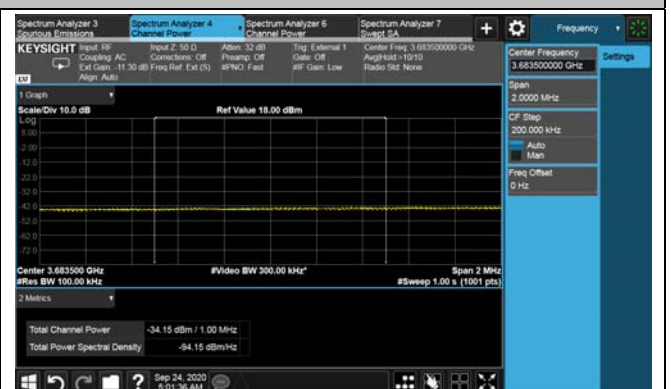 Spectrum Analyzer 3
Spurious Emissions
Spectrum Analyzer 4
Channel Power
Spectrum Analyzer 6
Channel Power
Spectrum Analyzer 7
Swept SA
Frequency
KEYSIGHT
Input: RF
Coupling: AC
Ext Gain: -11.30 dB
Align: Auto
Input Z: 50 Ω
Corrections: Off
Freq Ref: Ext (S)
Atten: 32 dB
Preamp: Off
#PNO: Fast
Trig: External 1
Gate: Off
#IF Gain: Low
Center Freq: 3.683500000 GHz
Avg|Hold:>10/10
Radio Std: None
LXI
Center Frequency
3.683500000 GHz
Settings
Span
2.0000 MHz
CF Step
200.000 kHz
Auto
Man
Freq Offset
0 Hz
1 Graph
Scale/Div 10.0 dB
Ref Value 18.00 dBm
Log
8.00
-2.00
-12.0
-22.0
-32.0
-42.0
-52.0
-62.0
-72.0
Center 3.683500 GHz
#Video BW 300.00 kHz*
Span 2 MHz
#Res BW 100.00 kHz
#Sweep 1.00 s (1001 pts)
2 Metrics
Total Channel Power
-34.15 dBm / 1.00 MHz
Total Power Spectral Density
-94.15 dBm/Hz
?
Sep 24, 2020
5:01:36 AM